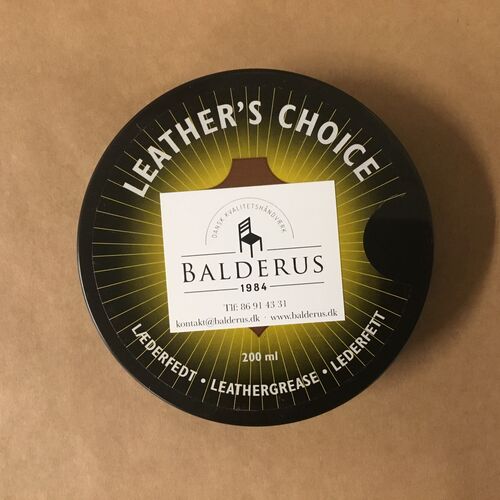 LEATHER'S CHOICE
DANSK KVALITETSHÅNDVÆRK
BALDERUS
1984
Tlf: 86 91 43 31
kontakt@balderus.dk · www.balderus.dk
200 ml
LÆDERFEDT • LEATHERGREASE • LEDERFETT